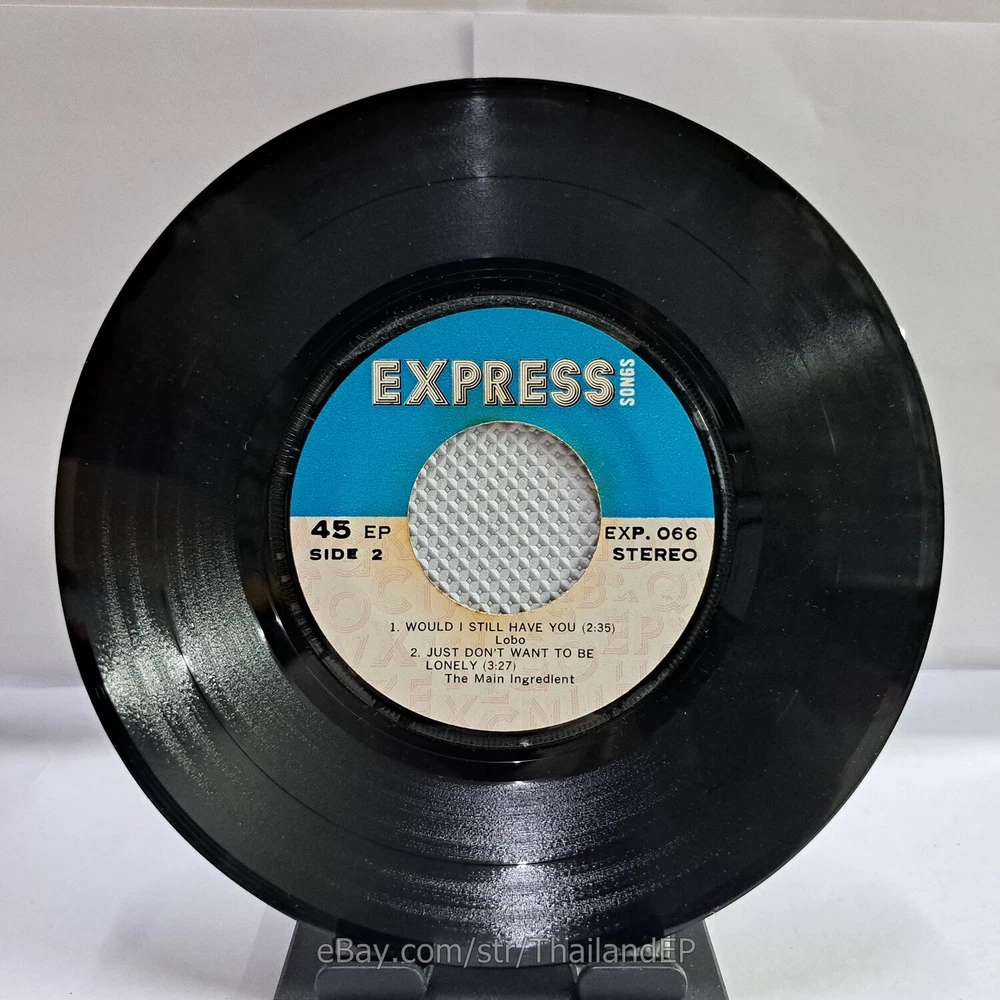 EXPRESS SONGS
45 EP
EXP. 066
SIDE 2
STEREO
1. WOULD I STILL HAVE YOU (2:35)
Lobo
2. JUST DON'T WANT TO BE
LONELY (3:27)
The Main Ingredient
eBay.com/str/ThailandEP